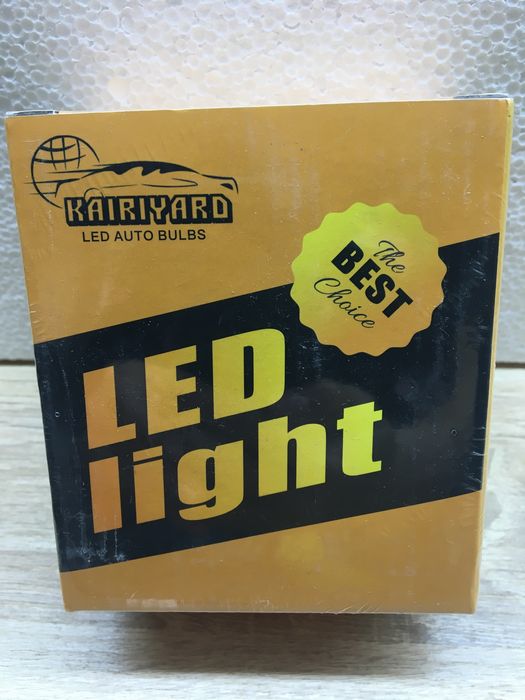 KAIRIYARD
LED AUTO BULBS
The
BEST
Choice
LED
light